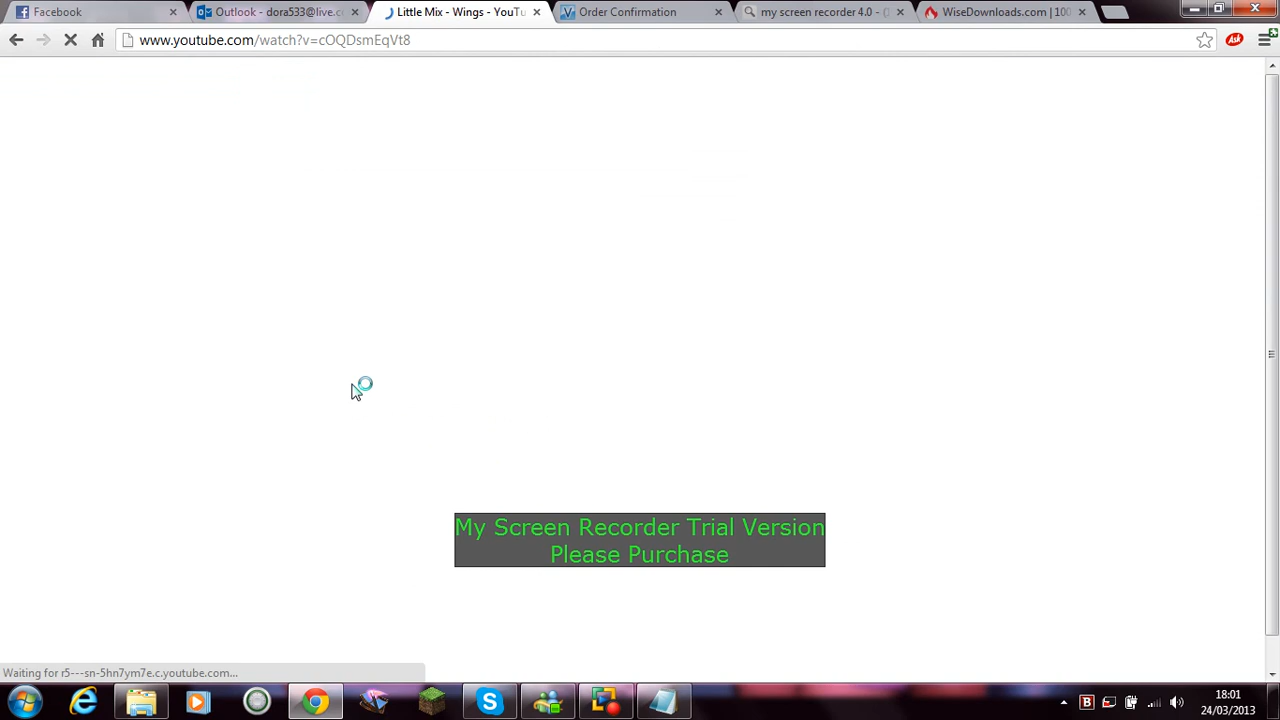 Facebook
Outlook - dora533@live.c
Little Mix - Wings - YouTu
Order Confirmation
my screen recorder 4.0 - (
WiseDownloads.com | 100
www.youtube.com/watch?v=cOQDsmEqVt8
Ask
My Screen Recorder Trial Version
Please Purchase
Waiting for r5---sn-5hn7ym7e.c.youtube.com...
B
18:01
24/03/2013